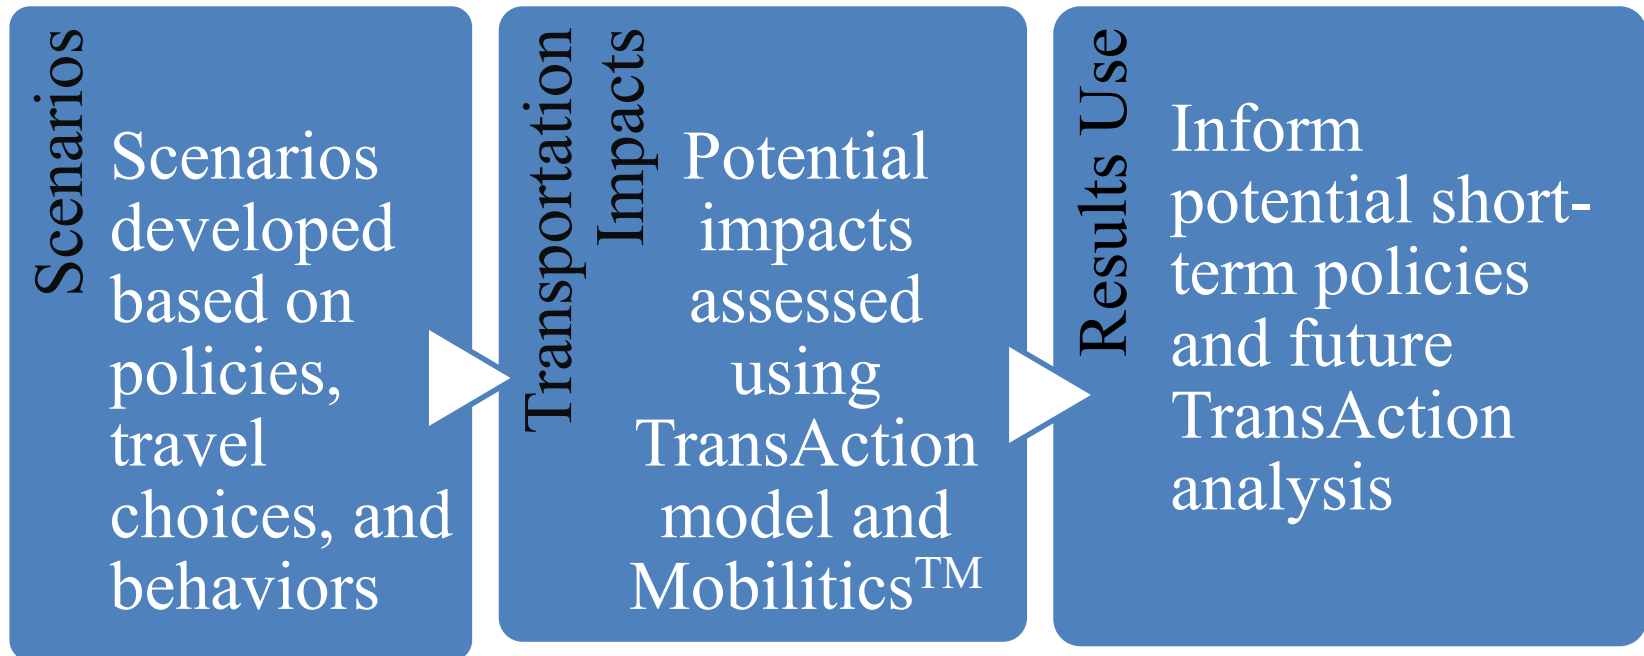 Scenarios
Scenarios
developed
based on
policies,
travel
choices, and
behaviors
Transportation
Impacts
Potential
impacts
assessed
using
TransAction
model and
Mobilitics™
Results Use
Inform
potential short-
term policies
and future
TransAction
analysis